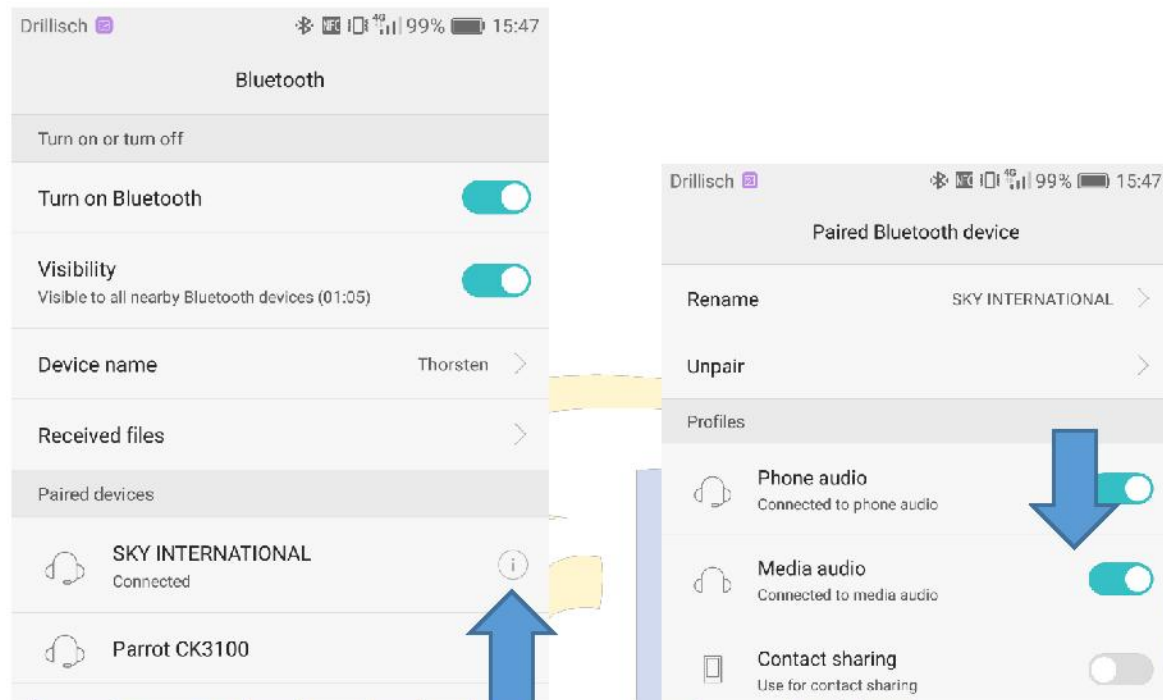 Drillisch 4G 99% 15:47
Bluetooth
Turn on or turn off
Turn on Bluetooth
Visibility
Visible to all nearby Bluetooth devices (01:05)
Device name Thorsten
Received files
Paired devices
SKY INTERNATIONAL
Connected
Parrot CK3100
Drillisch NFC 4G 99% 15:47
Paired Bluetooth device
Rename SKY INTERNATIONAL
Unpair
Profiles
Phone audio
Connected to phone audio
Media audio
Connected to media audio
Contact sharing
Use for contact sharing